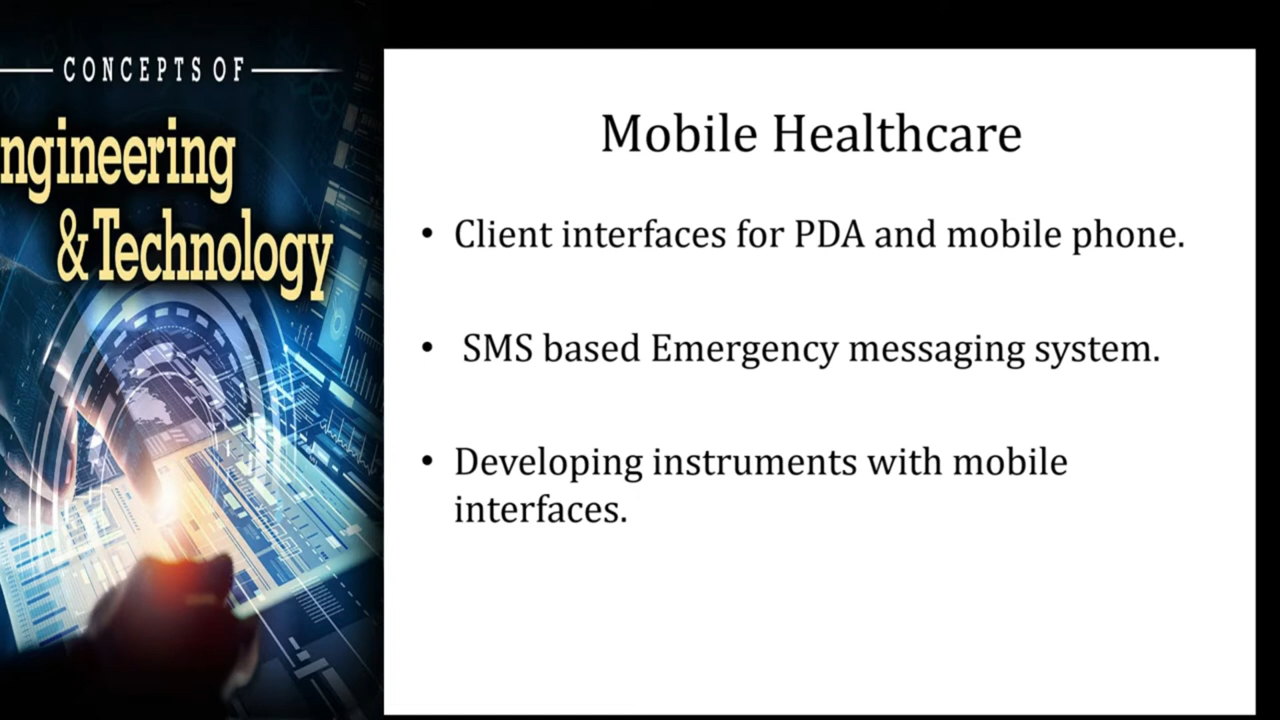 CONCEPTS OF
ngineering
& Technology
Mobile Healthcare
• Client interfaces for PDA and mobile phone.
• SMS based Emergency messaging system.
• Developing instruments with mobile
interfaces.